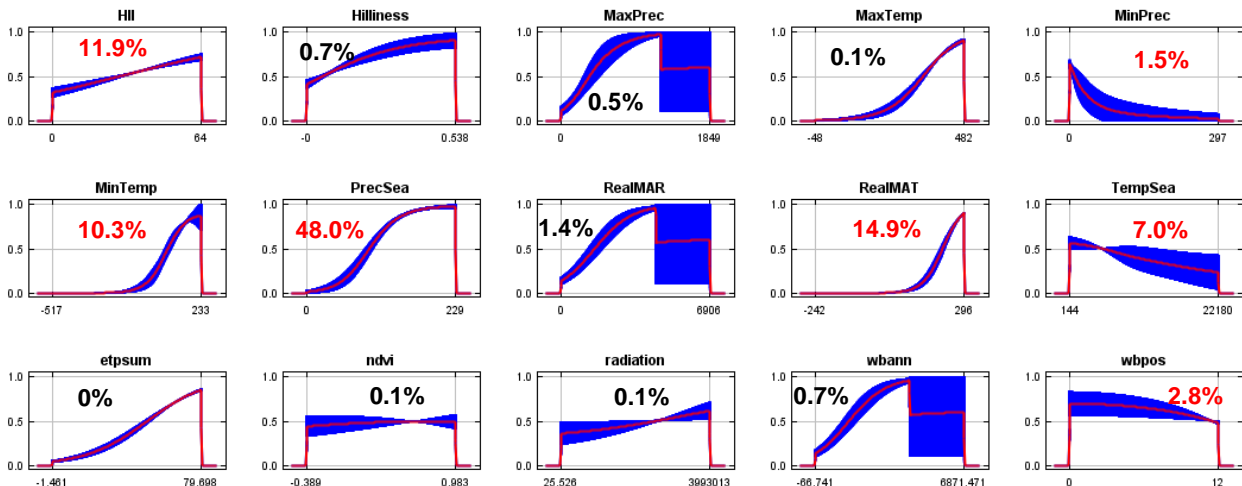 HII Hilliness MaxPrec MaxTemp MinPrec
1.0 1.0 1.0 1.0 1.0
11.9% 0.7% 0.1% 1.5%
0.5 0.5 0.5 0.5 0.5
0.5%
0.0 0.0 0.0 0.0 0.0
0 64 -0 0.538 0 1849 -48 482 0 297
MinTemp PrecSea RealMAR RealMAT TempSea
1.0 1.0 1.0 1.0 1.0
10.3% 48.0% 1.4% 14.9% 7.0%
0.5 0.5 0.5 0.5 0.5
0.0 0.0 0.0 0.0 0.0
-517 233 0 229 0 6906 -242 296 144 22180
etpsum ndvi radiation wbann wbpos
1.0 1.0 1.0 1.0 1.0
0% 0.1% 0.1% 0.7% 2.8%
0.5 0.5 0.5 0.5 0.5
0.0 0.0 0.0 0.0 0.0
-1.461 79.698 -0.389 0.983 25.526 3993013 -66.741 6871.471 0 12